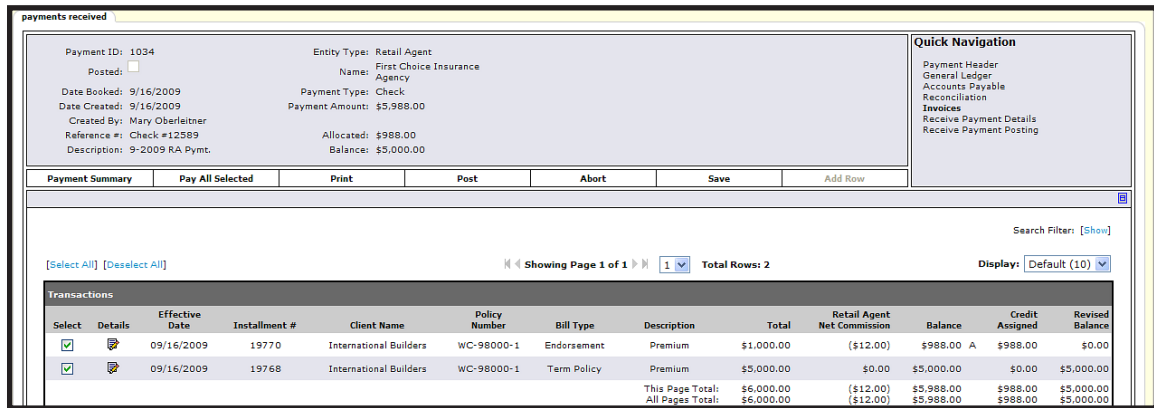 payments received
Payment ID: 1034
Entity Type: Retail Agent
Posted:
Name: First Choice Insurance
Agency
Date Booked: 9/16/2009
Payment Type: Check
Date Created: 9/16/2009
Payment Amount: $5,988.00
Created By: Mary Oberleitner
Reference #: Check #12589
Allocated: $988.00
Description: 9-2009 RA Pymt.
Balance: $5,000.00
Quick Navigation
Payment Header
General Ledger
Accounts Payable
Reconciliation
Invoices
Receive Payment Details
Receive Payment Posting
Payment Summary Pay All Selected Print Post Abort Save Add Row
Search Filter: [Show]
[Select All] [Deselect All] Showing Page 1 of 1 1 Total Rows: 2 Display: Default (10)
Transactions
Select Details Effective Date Installment # Client Name Policy Number Bill Type Description Total Retail Agent Net Commission Balance Credit Assigned Revised Balance
09/16/2009 19770 International Builders WC-98000-1 Endorsement Premium $1,000.00 ($12.00) $988.00 A $988.00 $0.00
09/16/2009 19768 International Builders WC-98000-1 Term Policy Premium $5,000.00 $0.00 $5,000.00 $0.00 $5,000.00
This Page Total: $6,000.00 ($12.00) $5,988.00 $988.00 $5,000.00
All Pages Total: $6,000.00 ($12.00) $5,988.00 $988.00 $5,000.00